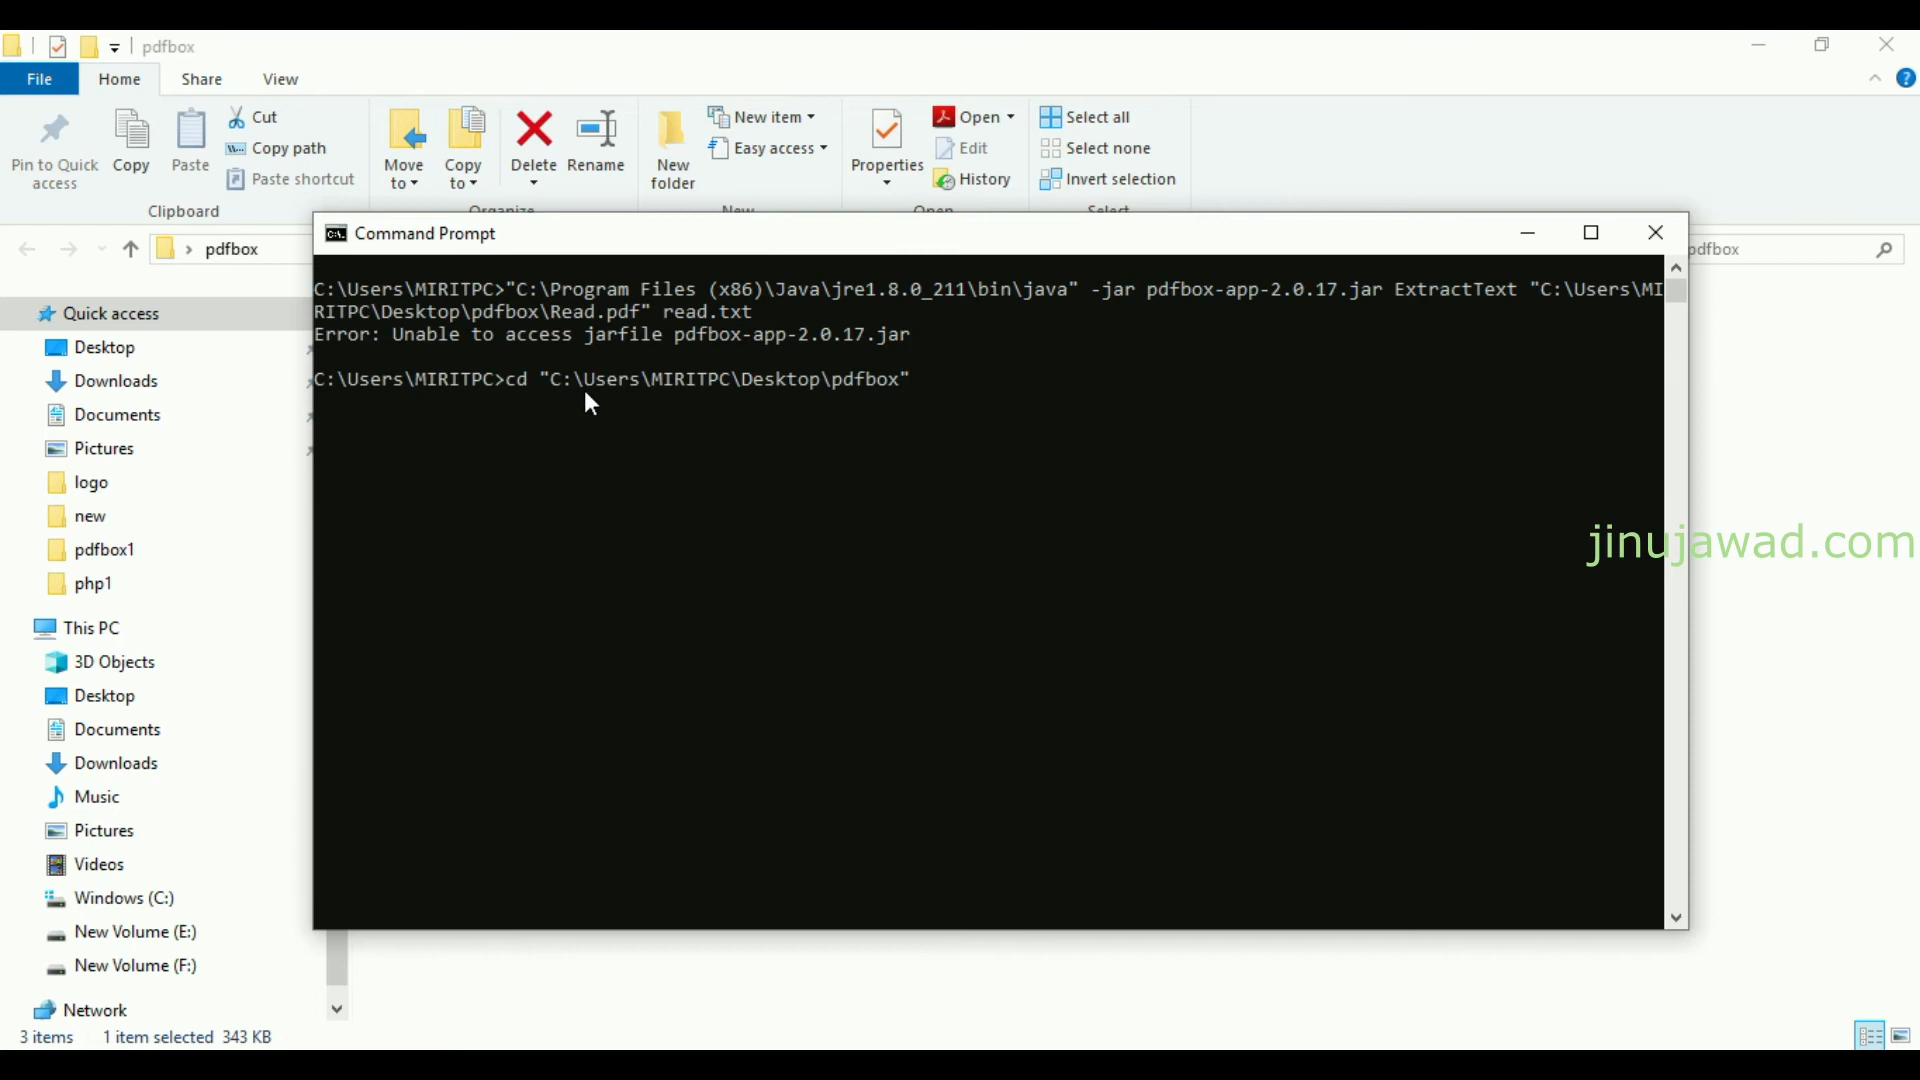 pdfbox
File Home Share View
Pin to Quick access
Copy
Paste
Cut
Copy path
Paste shortcut
Clipboard
Move to
Copy to
Delete
Rename
Organize
New folder
New item
Easy access
New
Properties
Open
Edit
History
Open
Select all
Select none
Invert selection
Select
pdfbox
pdfbox
Command Prompt
C:\Users\MIRITPC>"C:\Program Files (x86)\Java\jre1.8.0_211\bin\java" -jar pdfbox-app-2.0.17.jar ExtractText "C:\Users\MI
RITPC\Desktop\pdfbox\Read.pdf" read.txt
Error: Unable to access jarfile pdfbox-app-2.0.17.jar
C:\Users\MIRITPC>cd "C:\Users\MIRITPC\Desktop\pdfbox"
Quick access
Desktop
Downloads
Documents
Pictures
logo
new
pdfbox1
php1
This PC
3D Objects
Desktop
Documents
Downloads
Music
Pictures
Videos
Windows (C:)
New Volume (E:)
New Volume (F:)
Network
3 items 1 item selected 343 KB
jinujawad.com